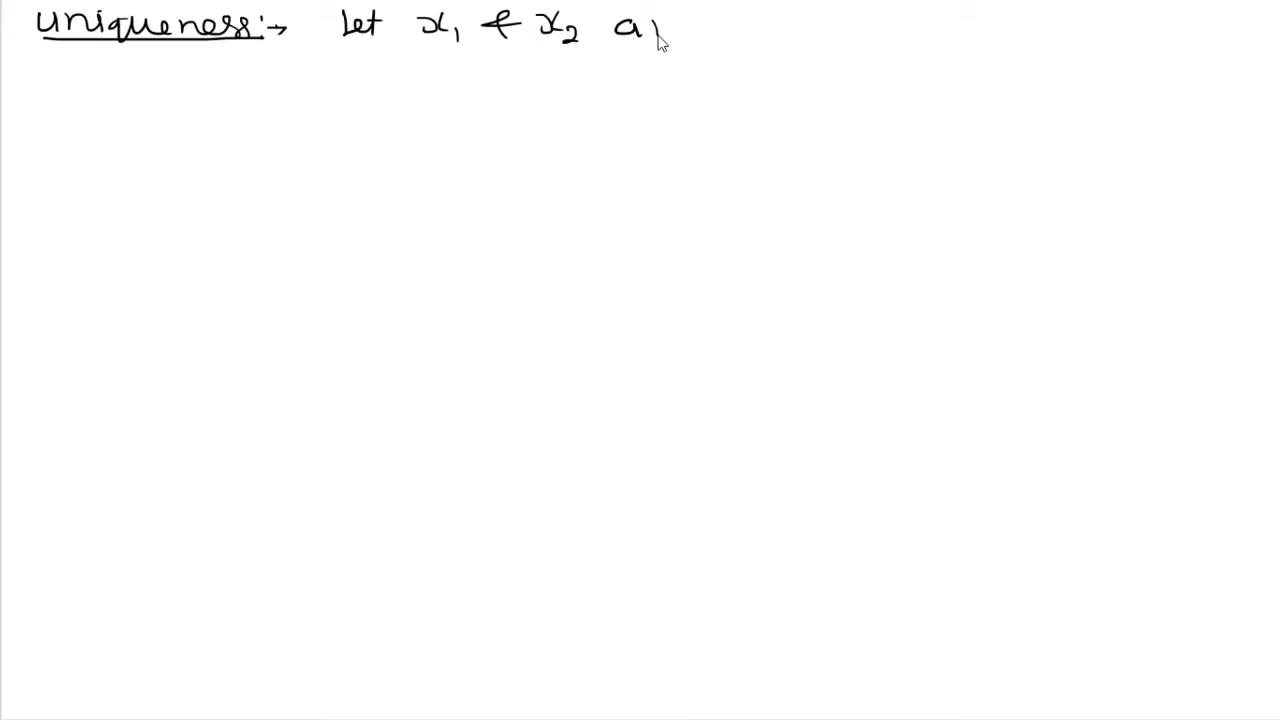 uniqueness:→ Let x₁ & x₂ a